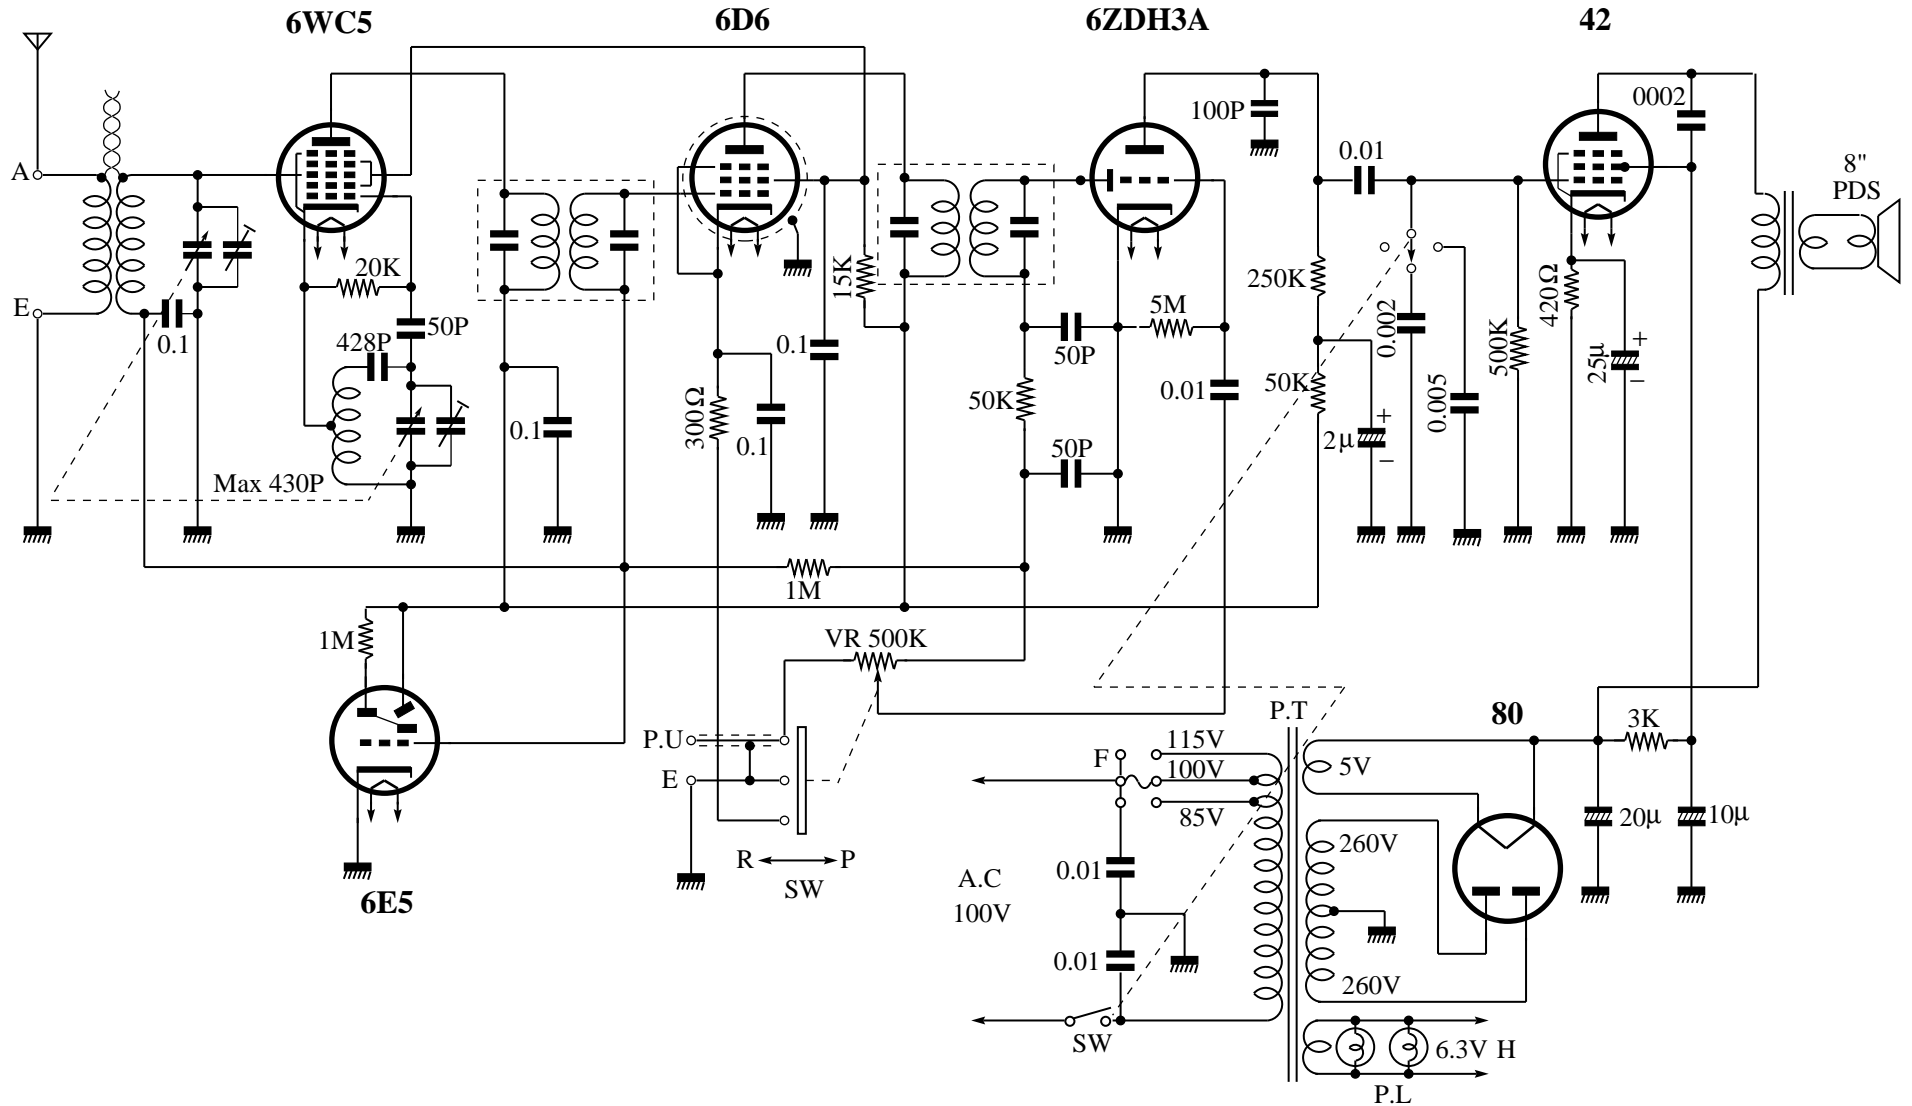 6WC5
6D6
6ZDH3A
42
A
E
0.1
20K
50P
428P
Max 430P
0.1
300Ω
0.1
0.1
15K
50P
5M
50K
0.01
50P
100P
250K
50K
2μ
+
−
0.01
0.002
0.005
500K
420Ω
25μ
+
−
0002
8"
PDS
1M
1M
VR 500K
6E5
P.U
E
R P
SW
A.C
100V
F
115V
100V
85V
0.01
0.01
SW
P.T
5V
260V
260V
6.3V H
P.L
80
3K
20μ
10μ